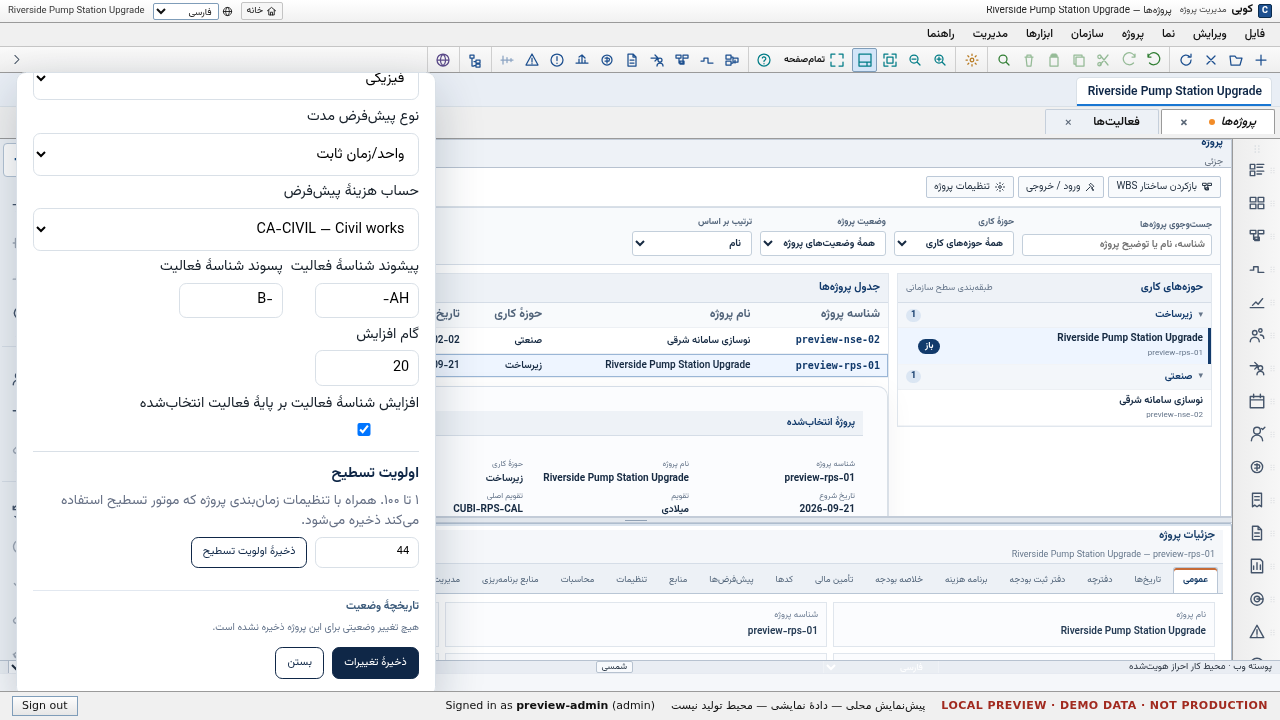 C کوبی مدیریت پروژه پروژه‌ها — Riverside Pump Station Upgrade
خانه فارسی Riverside Pump Station Upgrade
فایل ویرایش نما پروژه سازمان ابزارها مدیریت راهنما
تمام‌صفحه
Riverside Pump Station Upgrade
پروژه‌ها × فعالیت‌ها ×
پروژه
جزئی
بازکردن ساختار WBS ورود / خروجی تنظیمات پروژه
جست‌وجوی پروژه‌ها حوزهٔ کاری وضعیت پروژه ترتیب بر اساس
شناسه، نام یا توضیح پروژه همهٔ حوزه‌های کاری همهٔ وضعیت‌های پروژه نام
حوزه‌های کاری طبقه‌بندی سطح سازمانی
زیرساخت 1
Riverside Pump Station Upgrade
preview-rps-01
باز
صنعتی 1
نوسازی سامانه شرقی
preview-nse-02
جدول پروژه‌ها
شناسه پروژه نام پروژه حوزهٔ کاری تاریخ
preview-nse-02 نوسازی سامانه شرقی صنعتی 02-02
preview-rps-01 Riverside Pump Station Upgrade زیرساخت 09-21
پروژهٔ انتخاب‌شده
شناسه پروژه نام پروژه حوزهٔ کاری
preview-rps-01 Riverside Pump Station Upgrade زیرساخت
تاریخ شروع تقویم تقویم اصلی
2026-09-21 میلادی CUBI-RPS-CAL
جزئیات پروژه
Riverside Pump Station Upgrade — preview-rps-01
عمومی تاریخ‌ها دفترچه دفتر ثبت بودجه برنامه هزینه خلاصه بودجه تأمین مالی کدها پیش‌فرض‌ها منابع تنظیمات محاسبات منابع برنامه‌ریزی مدیریت
نام پروژه شناسه پروژه
Riverside Pump Station Upgrade preview-rps-01
پوسته وب · محیط کار احراز هویت‌شده فارسی شمسی
فیزیکی
نوع پیش‌فرض مدت
واحد/زمان ثابت
حساب هزینهٔ پیش‌فرض
CA-CIVIL — Civil works
پیشوند شناسهٔ فعالیت پسوند شناسهٔ فعالیت
AH- -B
گام افزایش
20
افزایش شناسهٔ فعالیت بر پایهٔ فعالیت انتخاب‌شده
اولویت تسطیح
۱ تا ۱۰۰. همراه با تنظیمات زمان‌بندی پروژه که موتور تسطیح استفاده
می‌کند ذخیره می‌شود.
44 ذخیرهٔ اولویت تسطیح
تاریخچهٔ وضعیت
هیچ تغییر وضعیتی برای این پروژه ذخیره نشده است.
ذخیرهٔ تغییرات بستن
LOCAL PREVIEW · DEMO DATA · NOT PRODUCTION پیش‌نمایش محلی — دادهٔ نمایشی — محیط تولید نیست Signed in as preview-admin (admin) Sign out